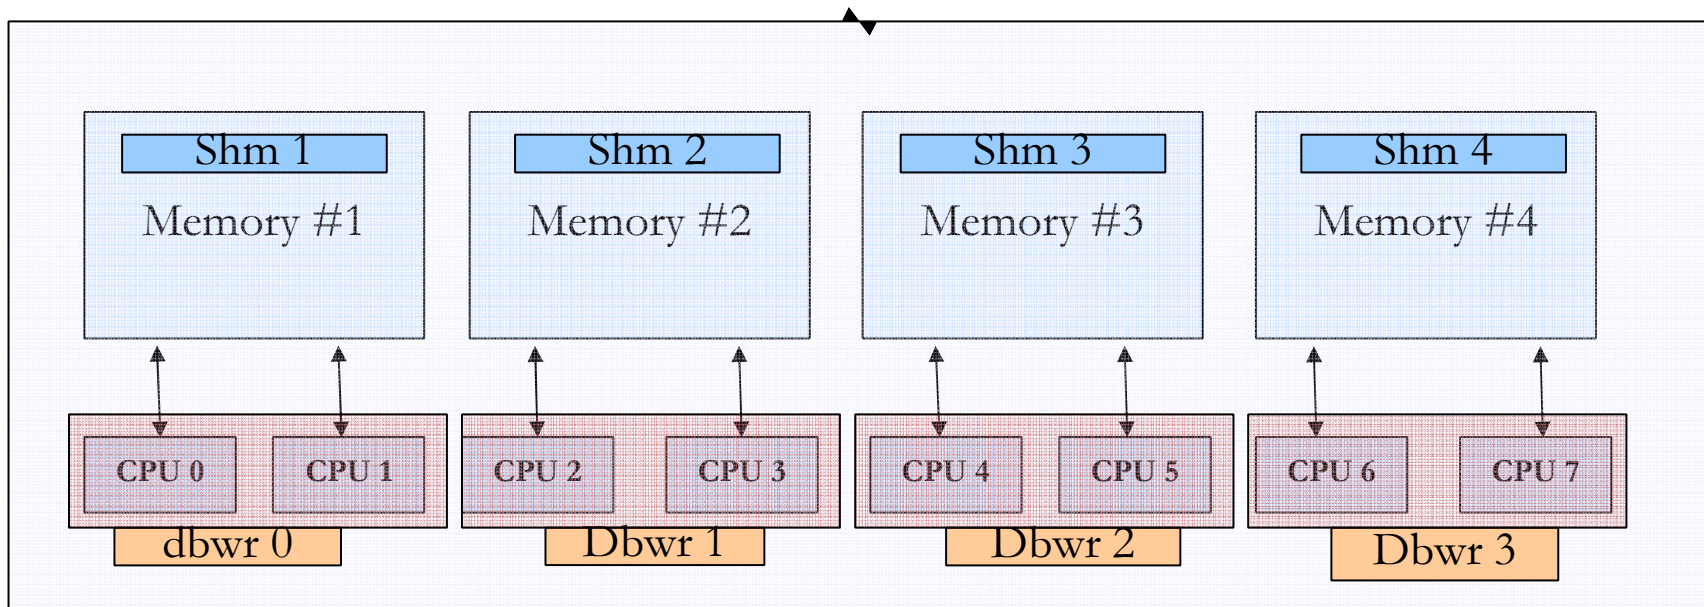 Shm 1 Shm 2 Shm 3 Shm 4
Memory #1 Memory #2 Memory #3 Memory #4
CPU 0 CPU 1 CPU 2 CPU 3 CPU 4 CPU 5 CPU 6 CPU 7
dbwr 0 Dbwr 1 Dbwr 2 Dbwr 3